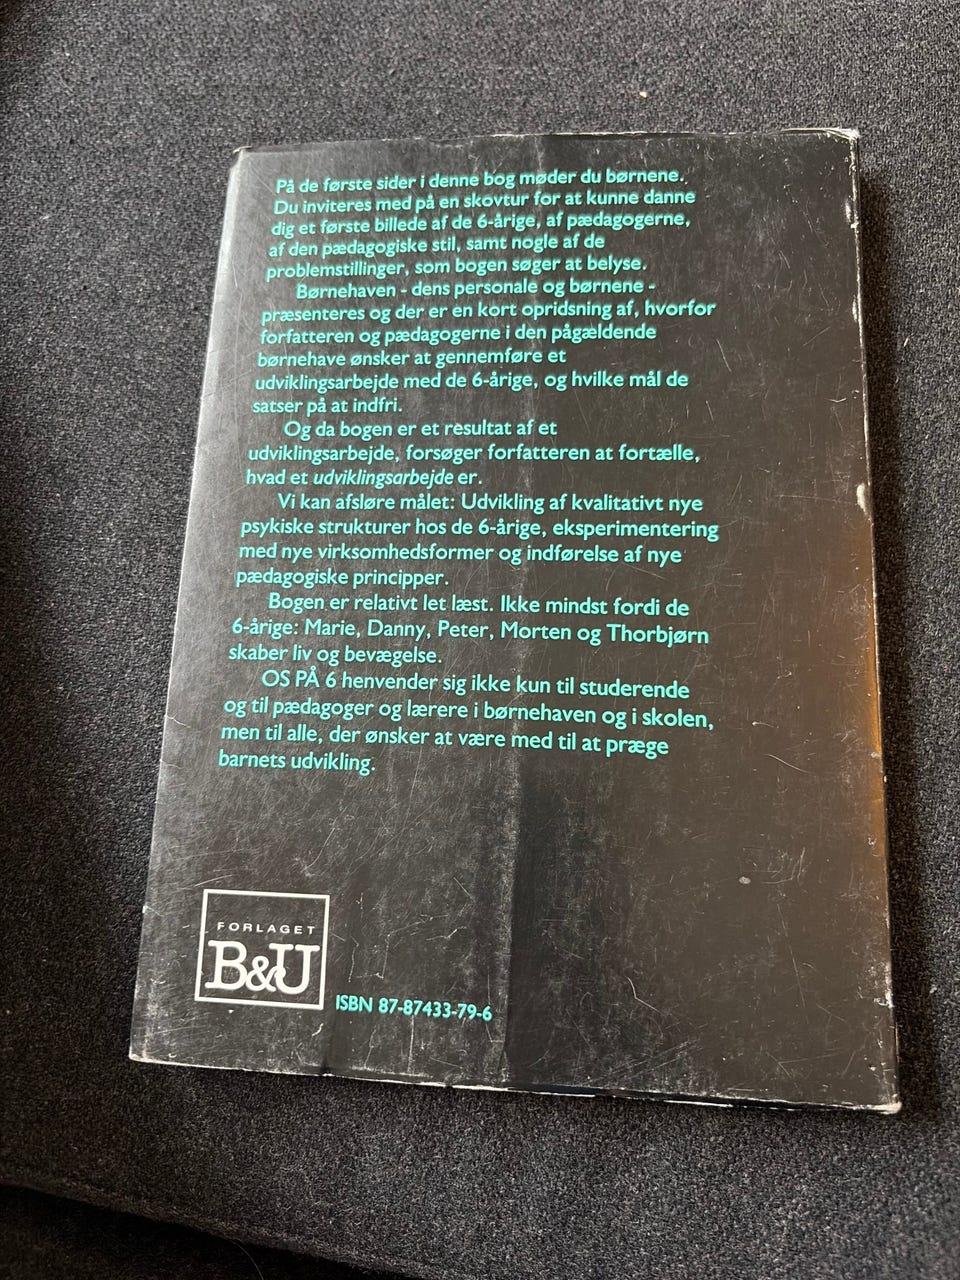 På de første sider i denne bog møder du børnene.
Du inviteres med på en skovtur for at kunne danne
dig et første billede af de 6-årige, af pædagogerne,
af den pædagogiske stil, samt nogle af de
problemstillinger, som bogen søger at belyse.
Børnehaven - dens personale og børnene -
præsenteres og der er en kort opridsning af, hvorfor
forfatteren og pædagogerne i den pågældende
børnehave ønsker at gennemføre et
udviklingsarbejde med de 6-årige, og hvilke mål de
satser på at indfri.
Og da bogen er et resultat af et
udviklingsarbejde, forsøger forfatteren at fortælle,
hvad et udviklingsarbejde er.
Vi kan afsløre målet: Udvikling af kvalitativt nye
psykiske strukturer hos de 6-årige, eksperimentering
med nye virksomhedsformer og indførelse af nye
pædagogiske principper.
Bogen er relativt let læst. Ikke mindst fordi de
6-årige: Marie, Danny, Peter, Morten og Thorbjørn
skaber liv og bevægelse.
OS PÅ 6 henvender sig ikke kun til studerende
og til pædagoger og lærere i børnehaven og i skolen,
men til alle, der ønsker at være med til at præge
barnets udvikling.
FORLAGET
B&U
ISBN 87-87433-79-6